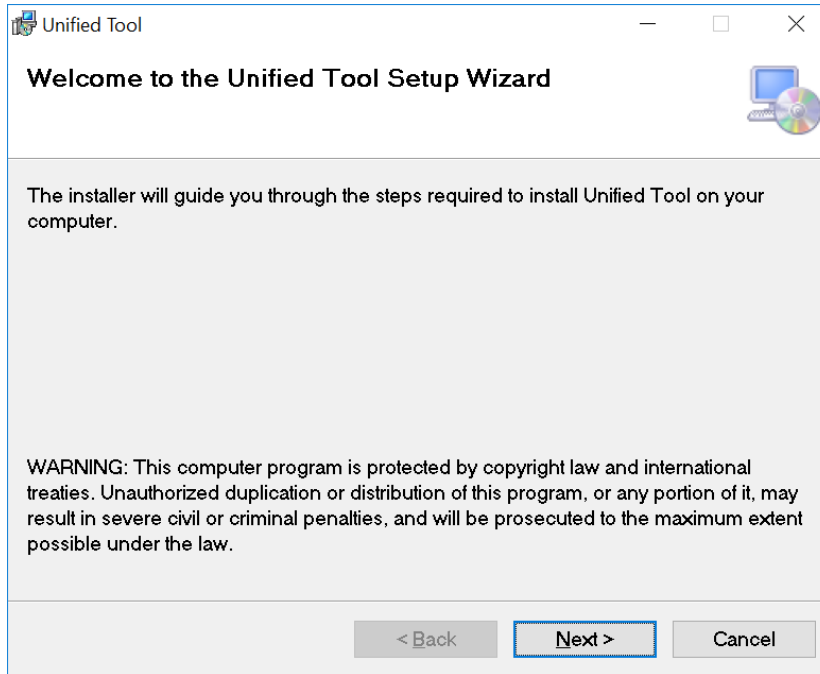 Unified Tool
Welcome to the Unified Tool Setup Wizard
The installer will guide you through the steps required to install Unified Tool on your
computer.
WARNING: This computer program is protected by copyright law and international
treaties. Unauthorized duplication or distribution of this program, or any portion of it, may
result in severe civil or criminal penalties, and will be prosecuted to the maximum extent
possible under the law.
< Back Next > Cancel